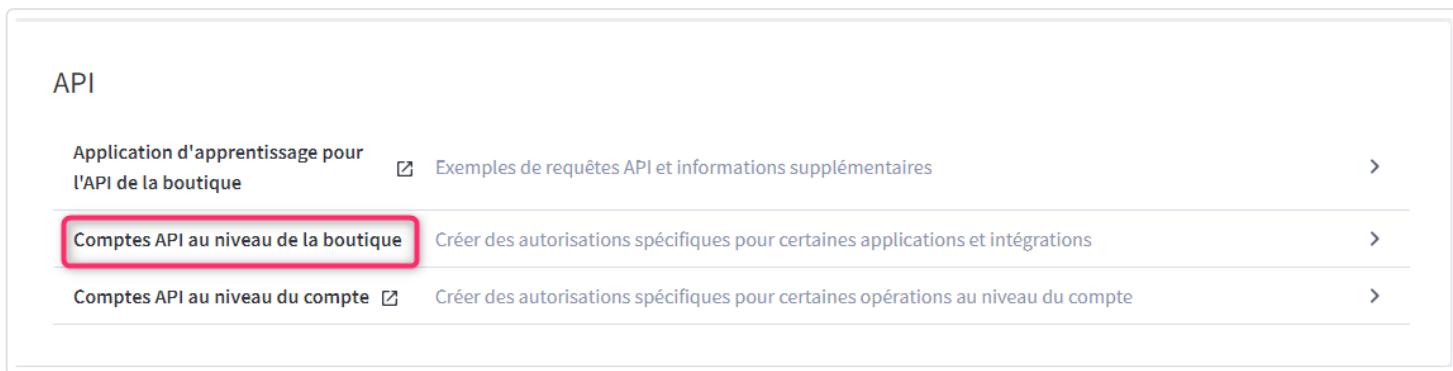 API
Application d'apprentissage pour
l'API de la boutique
Exemples de requêtes API et informations supplémentaires
Comptes API au niveau de la boutique
Créer des autorisations spécifiques pour certaines applications et intégrations
Comptes API au niveau du compte
Créer des autorisations spécifiques pour certaines opérations au niveau du compte